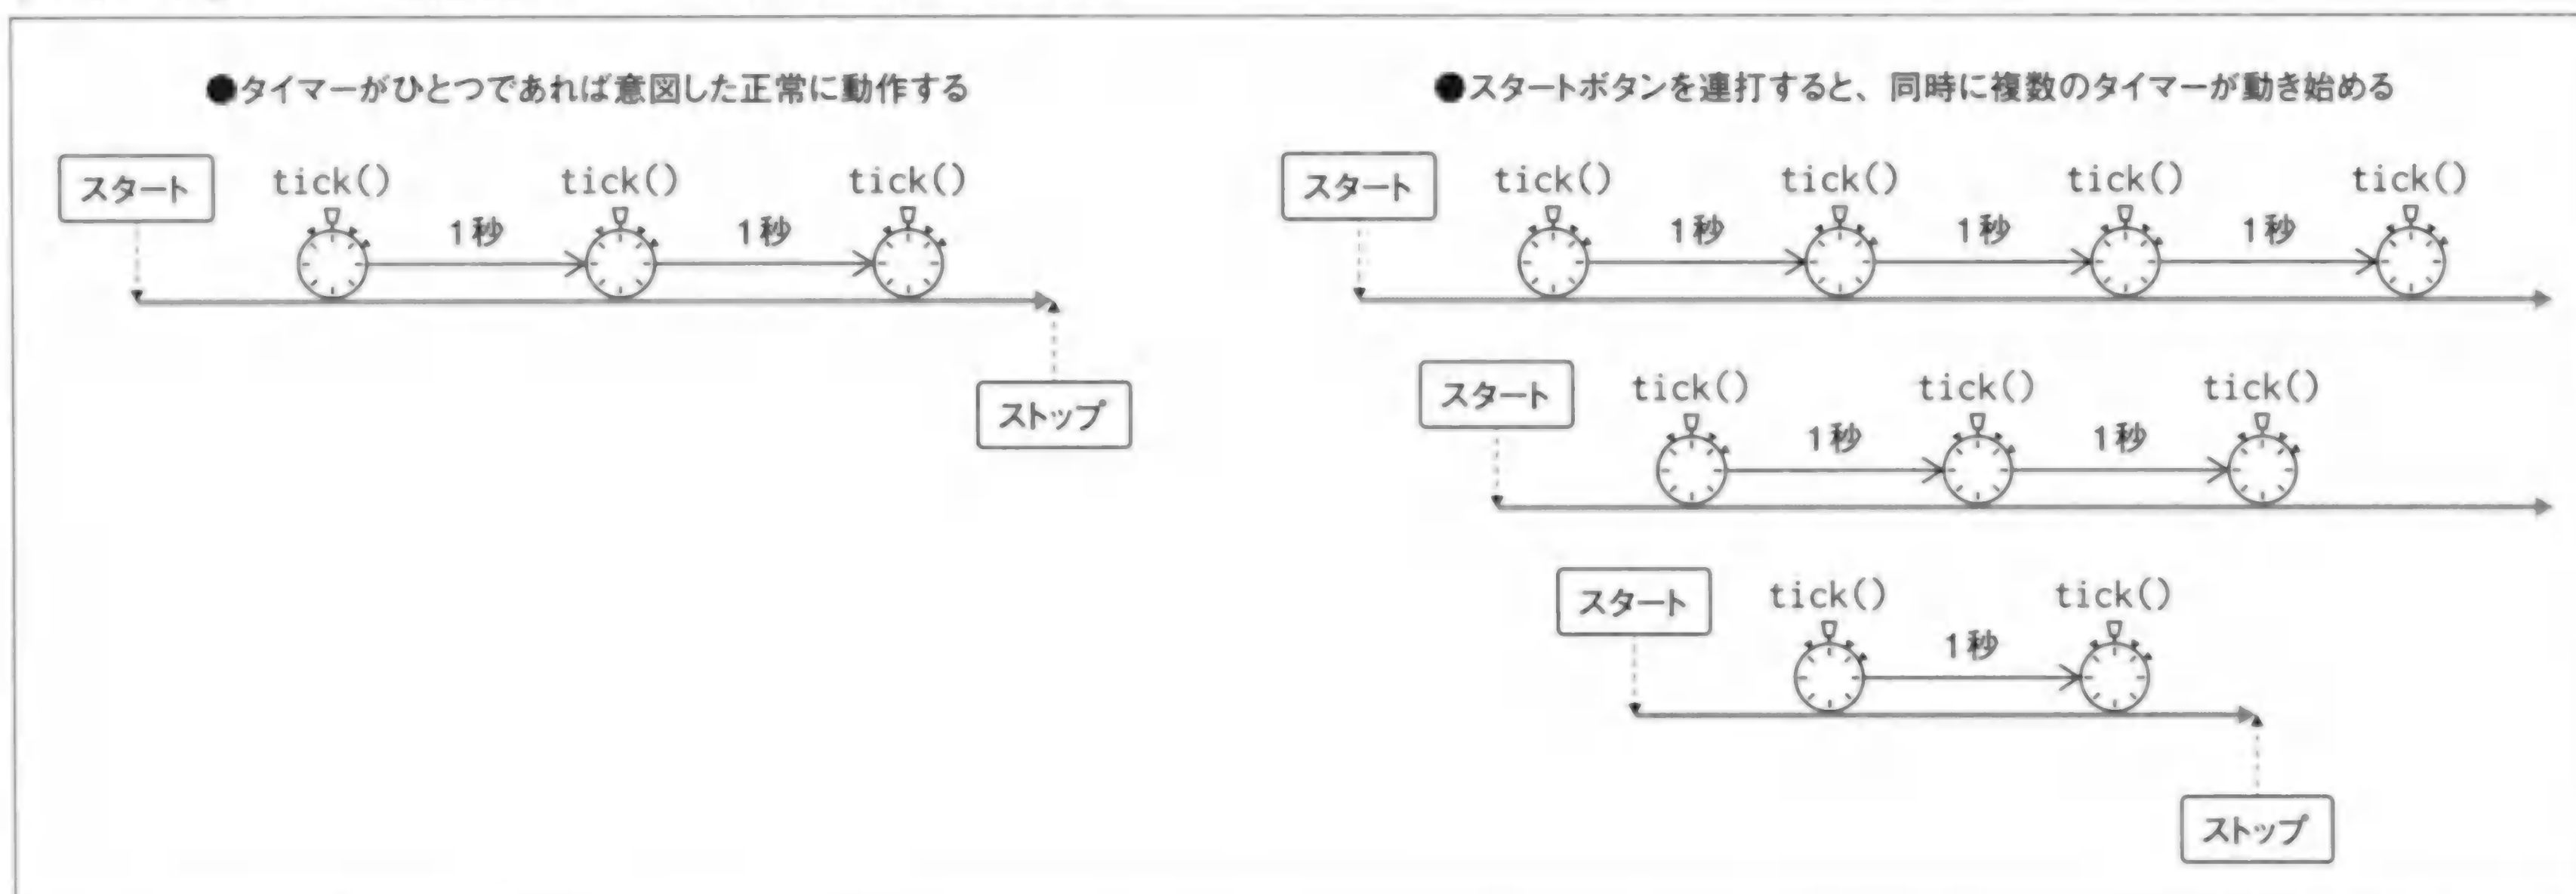 ●タイマーがひとつであれば意図した正常に動作する
スタート
tick()
tick()
tick()
1秒
1秒
ストップ
●スタートボタンを連打すると、同時に複数のタイマーが動き始める
スタート
tick()
tick()
tick()
tick()
1秒
1秒
1秒
スタート
tick()
tick()
tick()
1秒
1秒
スタート
tick()
tick()
1秒
ストップ